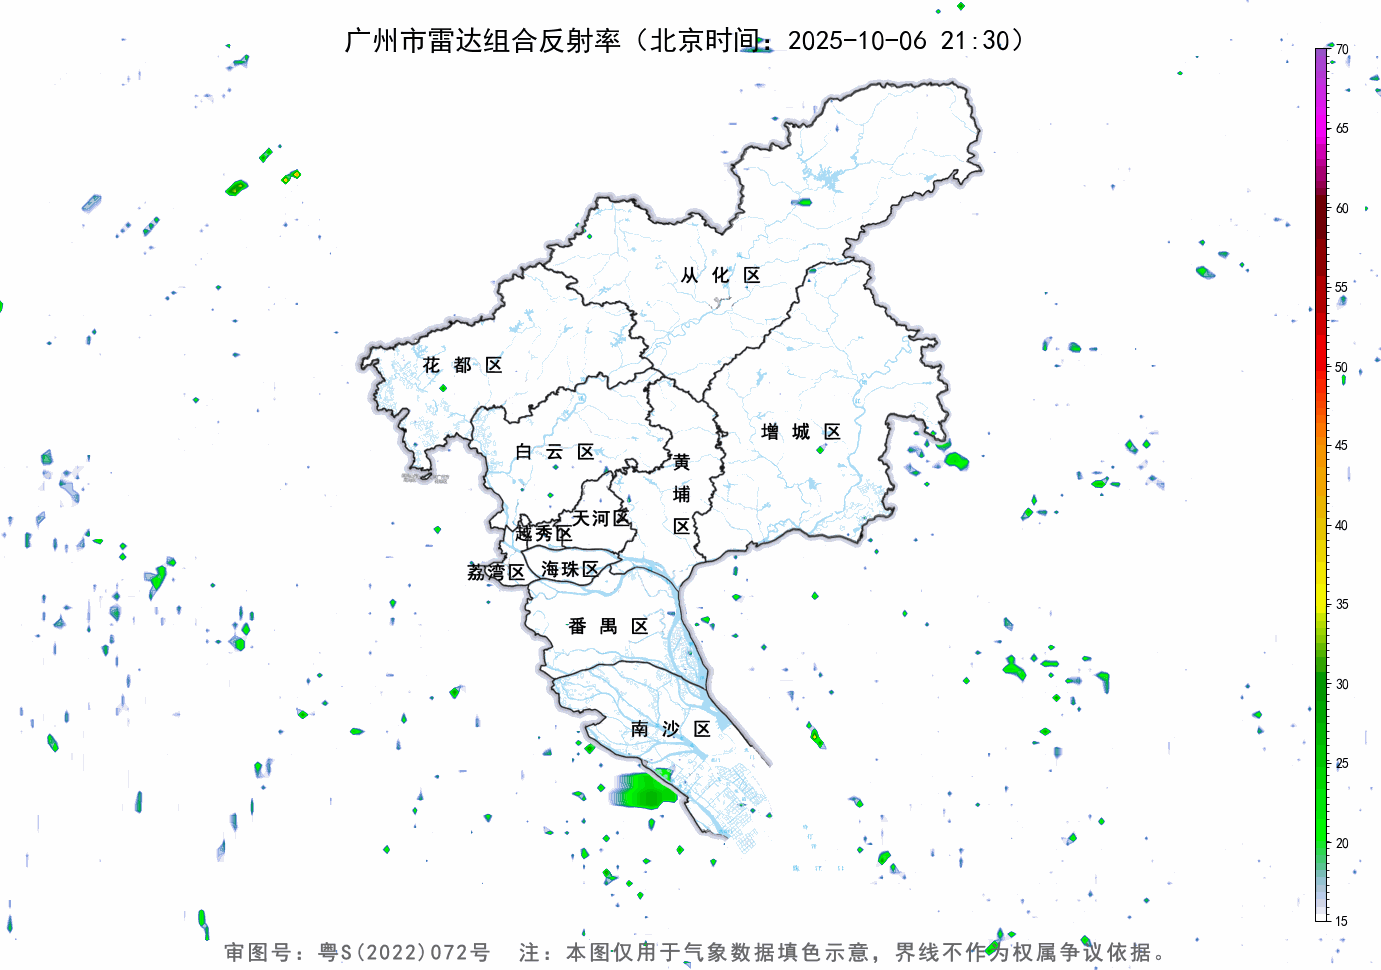 广州市雷达组合反射率（北京时间：2025-10-06 21:30）
70
65
60
55
50
45
40
35
30
25
20
15
从化区
花都区
增城区
白云区
黄埔区
天河区
越秀区
荔湾区
海珠区
番禺区
南沙区
审图号：粤S(2022)072号 注：本图仅用于气象数据填色示意，界线不作为权属争议依据。